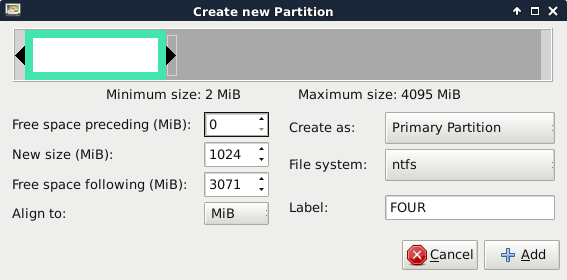 Create new Partition
Minimum size: 2 MiB Maximum size: 4095 MiB
Free space preceding (MiB): 0
Create as: Primary Partition
New size (MiB): 1024
File system: ntfs
Free space following (MiB): 3071
Align to: MiB
Label: FOUR
Cancel Add